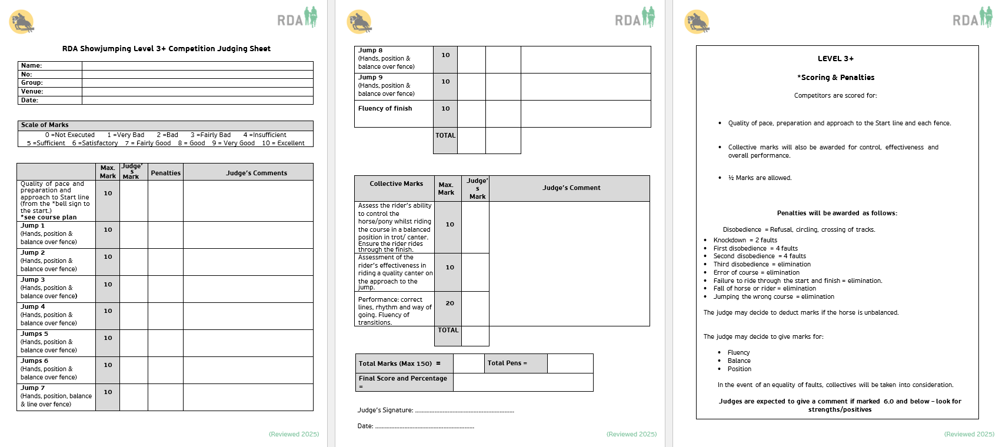 RDA
RDA Showjumping Level 3+ Competition Judging Sheet
Name:
No:
Group:
Venue:
Date:
Scale of Marks
0 =Not Executed 1 =Very Bad 2 =Bad 3 =Fairly Bad 4 =Insufficient
5 =Sufficient 6 =Satisfactory 7 = Fairly Good 8 = Good 9 = Very Good 10 = Excellent
Max.
Mark
Judge'
s
Mark
Penalties
Judge's Comments
Quality of pace and
preparation and
approach to Start line
(from the *bell sign to
the start.)
*see course plan
10
Jump 1
(Hands, position &
balance over fence)
10
Jump 2
(Hands, position &
balance over fence)
10
Jump 3
(Hands, position &
balance over fence)
10
Jump 4
(Hands, position &
balance over fence)
10
Jumps 5
(Hands, position &
balance over fence)
10
Jumps 6
(Hands, position &
balance over fence)
10
Jump 7
(Hands, position, balance
& line over fence)
10
(Reviewed 2025)
RDA
Jump 8
(Hands, position &
balance over fence)
10
Jump 9
(Hands, position &
balance over fence)
10
Fluency of finish
10
TOTAL
Collective Marks
Max.
Mark
Judge'
s
Mark
Judge's Comment
Assess the rider's ability
to control the
horse/pony whilst riding
the course in a balanced
position in trot/ canter.
Ensure the rider rides
through the finish.
10
Assessment of the
rider's effectiveness in
riding a quality canter on
the approach to the
jump.
10
Performance: correct
lines, rhythm and way of
going. Fluency of
transitions.
20
TOTAL
Total Marks (Max 150) =
Total Pens =
Final Score and Percentage
=
Judge's Signature: .............................................................
Date: .............................................................
(Reviewed 2025)
RDA
LEVEL 3+
*Scoring & Penalties
Competitors are scored for:
• Quality of pace, preparation and approach to the Start line and each fence.
• Collective marks will also be awarded for control, effectiveness and
overall performance.
• ½ Marks are allowed.
Penalties will be awarded as follows:
Disobedience = Refusal, circling, crossing of tracks.
• Knockdown = 2 faults
• First disobedience = 4 faults
• Second disobedience = 4 faults
• Third disobedience = elimination
• Error of course = elimination
• Failure to ride through the start and finish = elimination.
• Fall of horse or rider = elimination
• Jumping the wrong course = elimination
The judge may decide to deduct marks if the horse is unbalanced.
The judge may decide to give marks for:
• Fluency
• Balance
• Position
In the event of an equality of faults, collectives will be taken into consideration.
Judges are expected to give a comment if marked 6.0 and below – look for
strengths/positives
(Reviewed 2025)